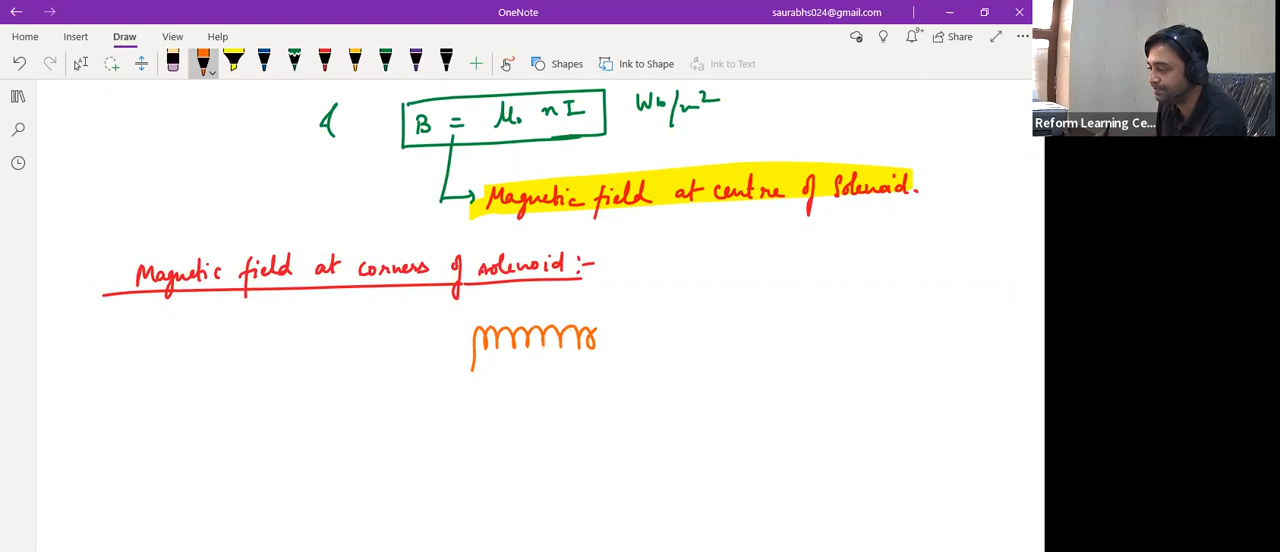 OneNote
saurabhs024@gmail.com
Home Insert Draw View Help
Share
Shapes Ink to Shape Ink to Text
Reform Learning Ce...
B = μ₀ n I Wb/m²
Magnetic field at centre of Solenoid.
Magnetic field at corners of solenoid :-